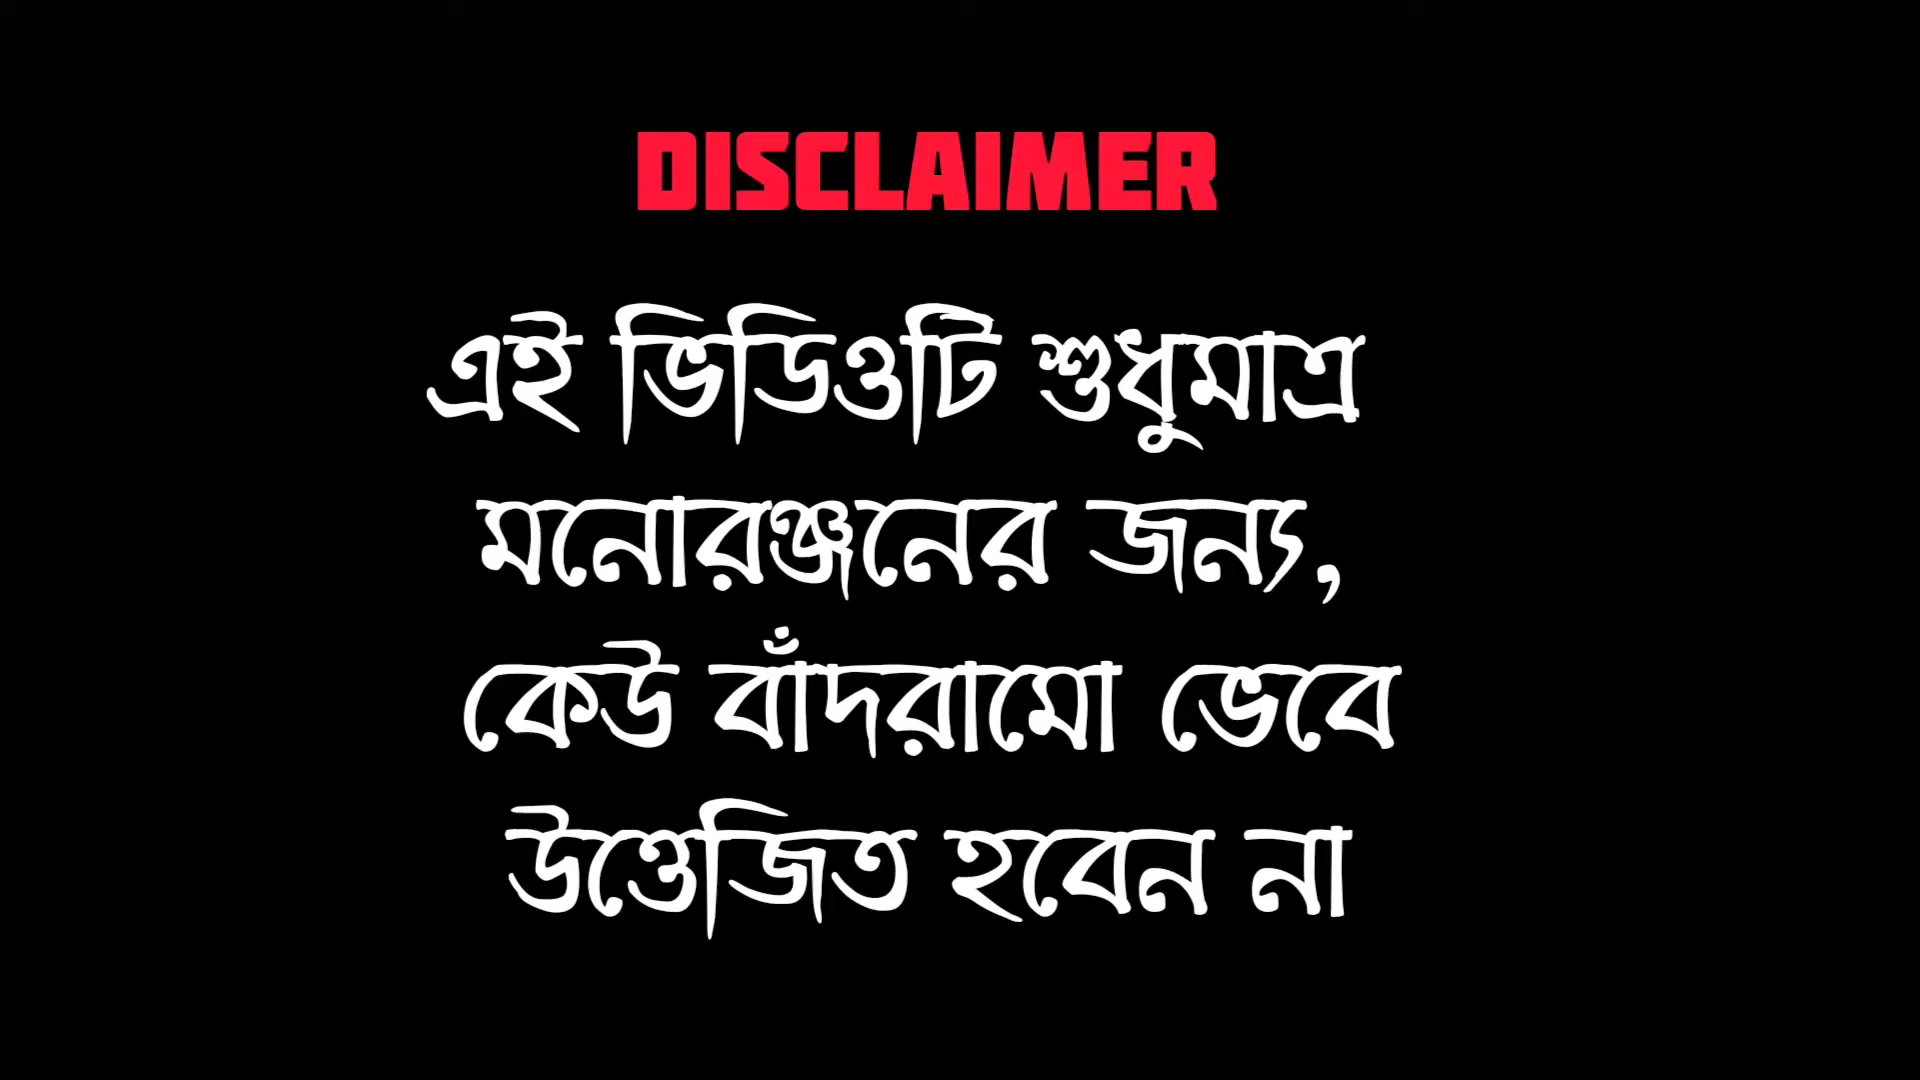 DISCLAIMER
এই ভিডিওটি শুধুমাত্র
মনোরঞ্জনের জন্য,
কেউ বাঁদরামো ভেবে
উত্তেজিত হবেন না